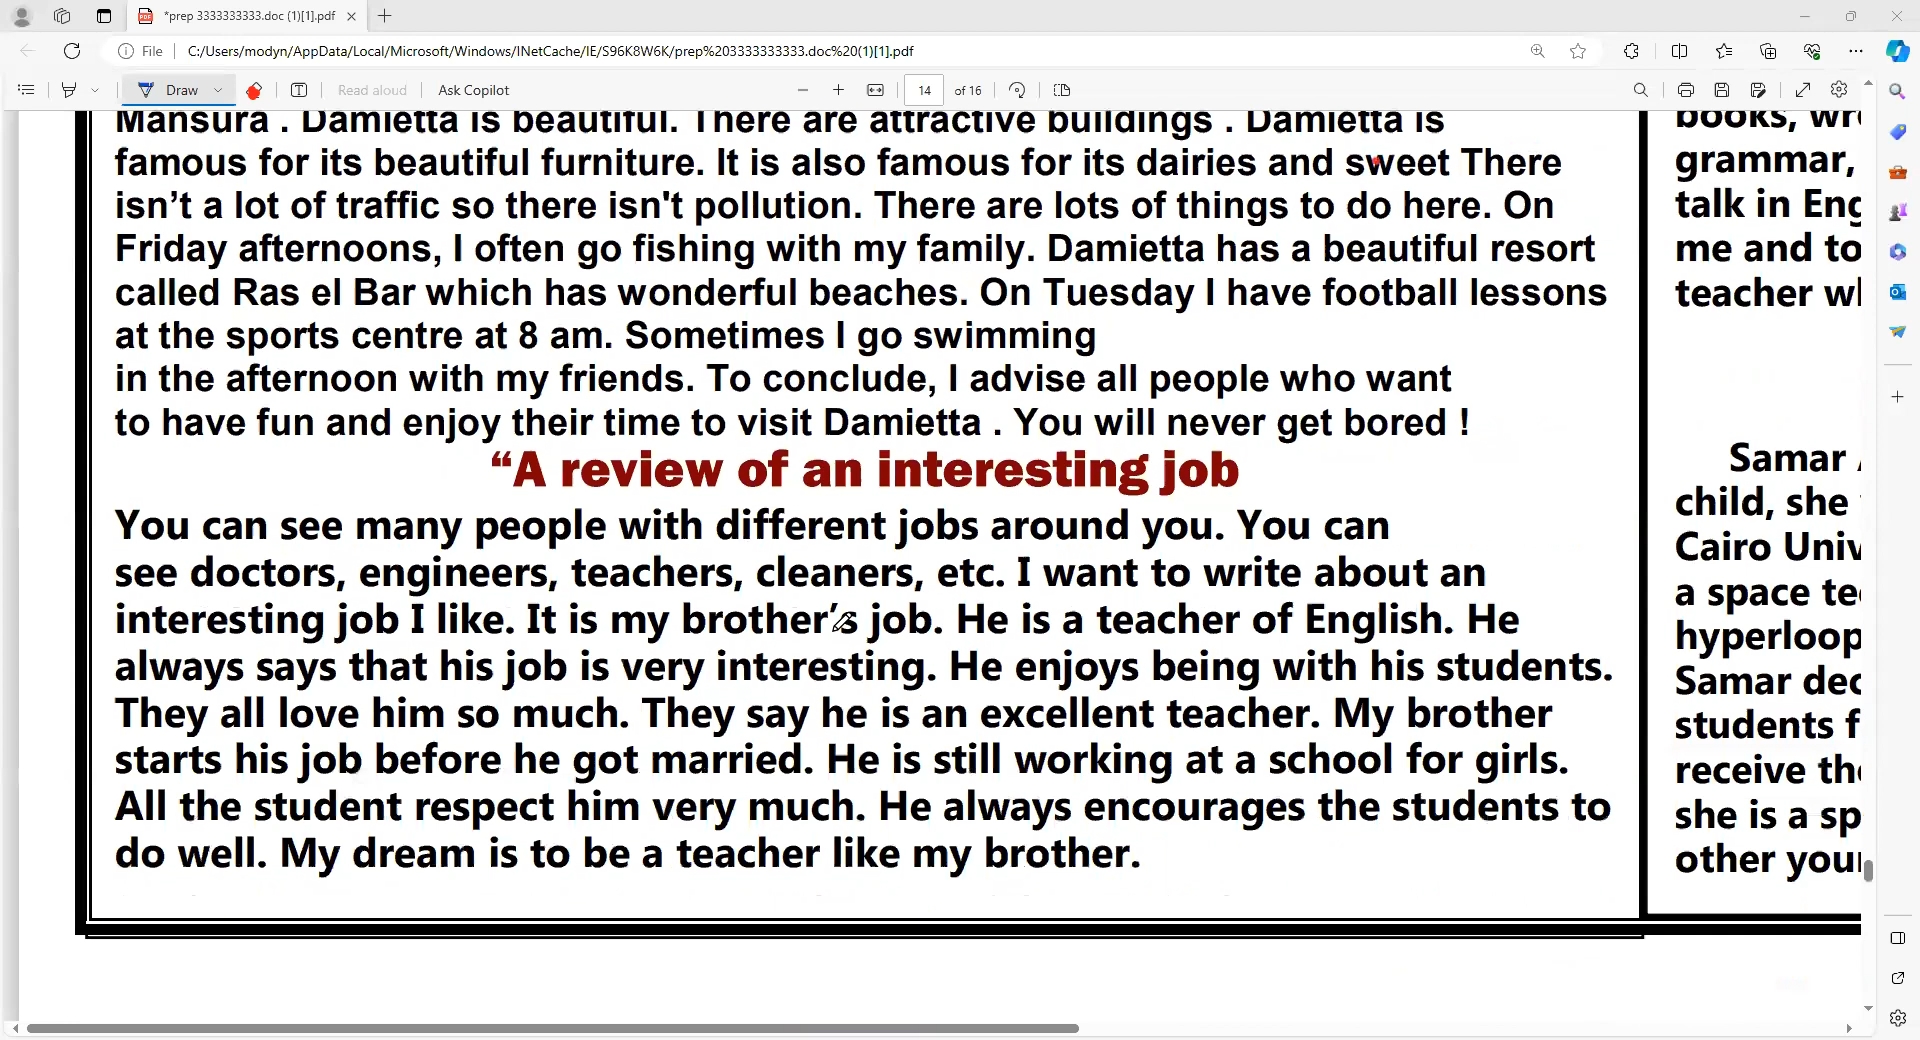 *prep 3333333333.doc (1)[1].pdf
File
C:/Users/modyn/AppData/Local/Microsoft/Windows/INetCache/IE/S96K8W6K/prep%203333333333.doc%20(1)[1].pdf
Draw
Read aloud
Ask Copilot
14
of 16
Mansura . Damietta is beautiful. There are attractive buildings . Damietta is
famous for its beautiful furniture. It is also famous for its dairies and sweet There
isn’t a lot of traffic so there isn't pollution. There are lots of things to do here. On
Friday afternoons, I often go fishing with my family. Damietta has a beautiful resort
called Ras el Bar which has wonderful beaches. On Tuesday I have football lessons
at the sports centre at 8 am. Sometimes I go swimming
in the afternoon with my friends. To conclude, I advise all people who want
to have fun and enjoy their time to visit Damietta . You will never get bored !
“A review of an interesting job
You can see many people with different jobs around you. You can
see doctors, engineers, teachers, cleaners, etc. I want to write about an
interesting job I like. It is my brother’s job. He is a teacher of English. He
always says that his job is very interesting. He enjoys being with his students.
They all love him so much. They say he is an excellent teacher. My brother
starts his job before he got married. He is still working at a school for girls.
All the student respect him very much. He always encourages the students to
do well. My dream is to be a teacher like my brother.
books,
grammar,
talk in
me and to
teacher
Samar
child, she
Cairo
a space
hyperloop
Samar
students
receive
she is a
other